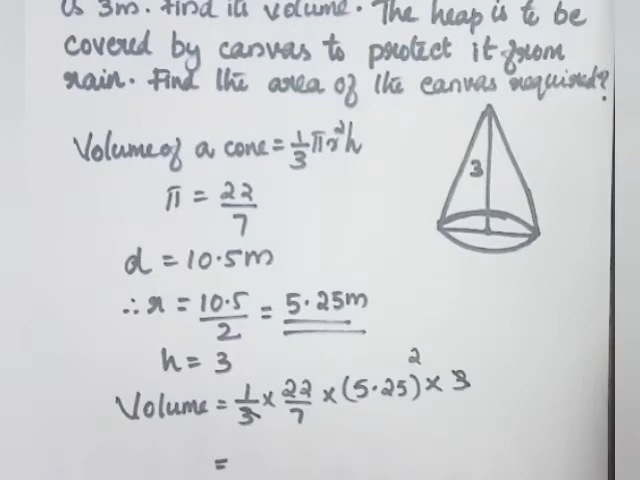 is 3m. Find its volume. The heap is to be
covered by canvas to protect it from
rain. Find the area of the canvas required?
Volume of a cone = 1/3 πr²h
π = 22/7
d = 10.5m
∴ r = 10.5/2 = 5.25m
h = 3
Volume = 1/3 × 22/7 × (5.25)² × 3
=
3